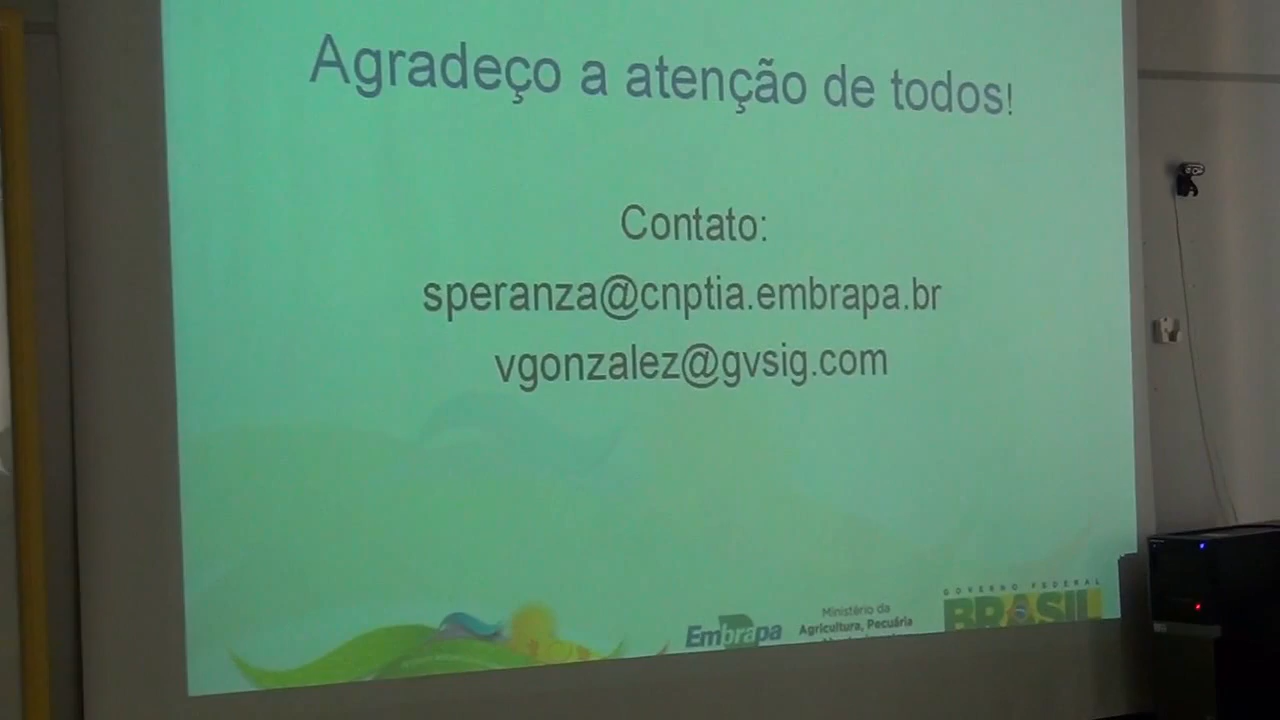 Agradeço a atenção de todos!
Contato:
speranza@cnptia.embrapa.br
vgonzalez@gvsig.com
Embrapa
Ministério da
Agricultura, Pecuária
GOVERNO FEDERAL
BRASIL